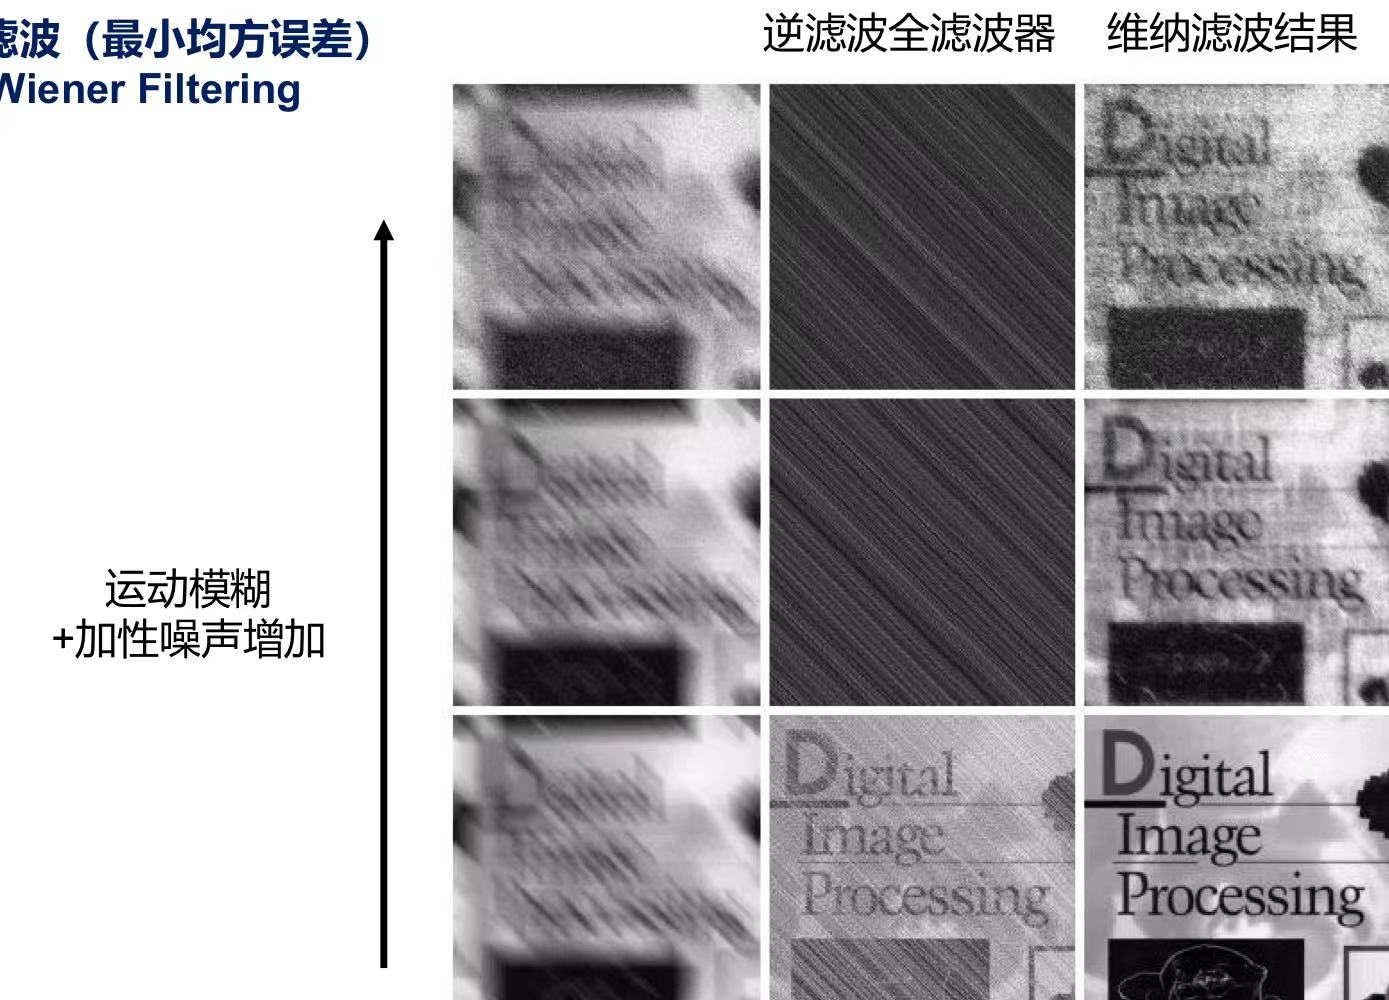 滤波（最小均方误差）
Wiener Filtering
逆滤波全滤波器
维纳滤波结果
运动模糊
+加性噪声增加
Digital
Image
Processing
Digital
Image
Processing
Digital
Image
Processing
Digital
Image
Processing